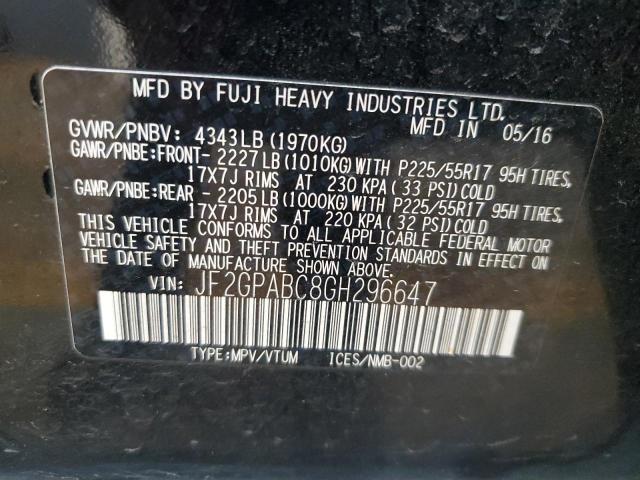 MFD BY FUJI HEAVY INDUSTRIES LTD.
MFD IN 05/16
GVWR/PNBV: 4343LB (1970KG)
GAWR/PNBE:FRONT- 2227LB(1010KG)WITH P225/55R17 95H TIRES,
17X7J RIMS AT 230 KPA (33 PSI)COLD
GAWR/PNBE:REAR - 2205LB(1000KG)WITH P225/55R17 95H TIRES,
17X7J RIMS AT 220 KPA (32 PSI)COLD
THIS VEHICLE CONFORMS TO ALL APPLICABLE FEDERAL MOTOR
VEHICLE SAFETY AND THEFT PREVENTION STANDARDS IN EFFECT ON
THE DATE OF MANUFACTURE SHOWN ABOVE.
VIN: JF2GPABC8GH296647
TYPE:MPV/VTUM ICES/NMB-002